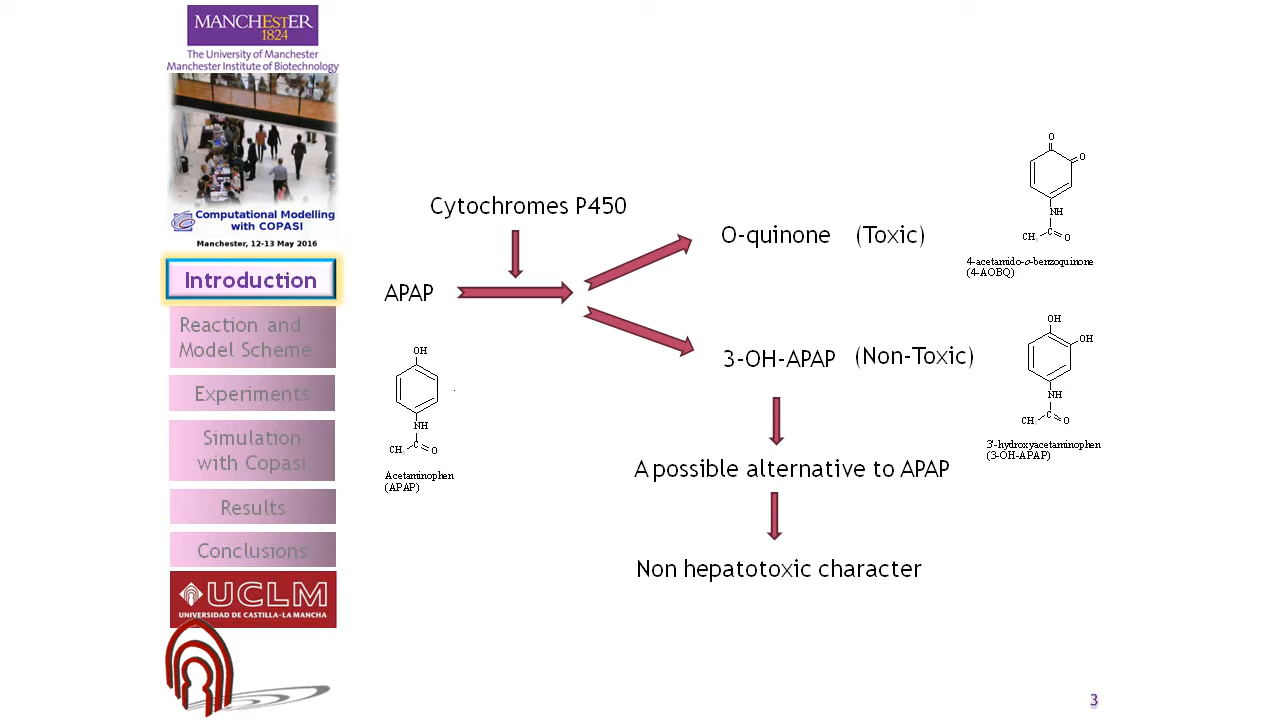 MANCHESTER
1824
The University of Manchester
Manchester Institute of Biotechnology
Computational Modelling
with COPASI
Manchester, 12-13 May 2016
Introduction
Reaction and
Model Scheme
Experiments
Simulation
with Copasi
Results
Conclusions
UCLM
UNIVERSIDAD DE CASTILLA-LA MANCHA
Cytochromes P450
APAP
OH
NH
CH3
C
O
Acetaminophen
(APAP)
O-quinone (Toxic)
O
O
NH
CH3
C
O
4-acetamido-o-benzoquinone
(4-AOBQ)
3-OH-APAP (Non-Toxic)
OH
OH
NH
CH3
C
O
3'-hydroxyacetaminophen
(3-OH-APAP)
A possible alternative to APAP
Non hepatotoxic character
3